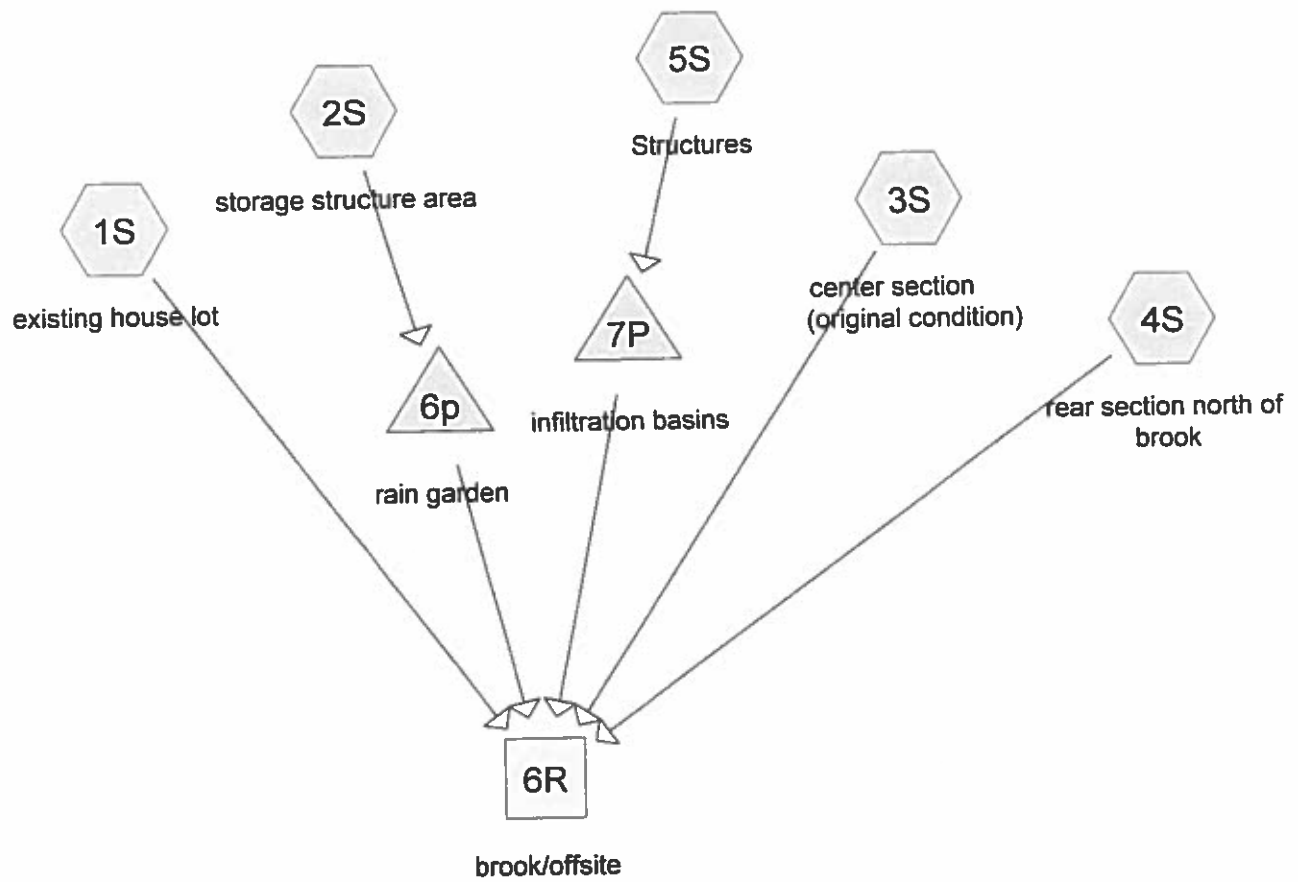 5S
Structures
2S
storage structure area
3S
center section
(original condition)
1S
existing house lot
4S
rear section north of
brook
7P
infiltration basins
6p
rain garden
6R
brook/offsite